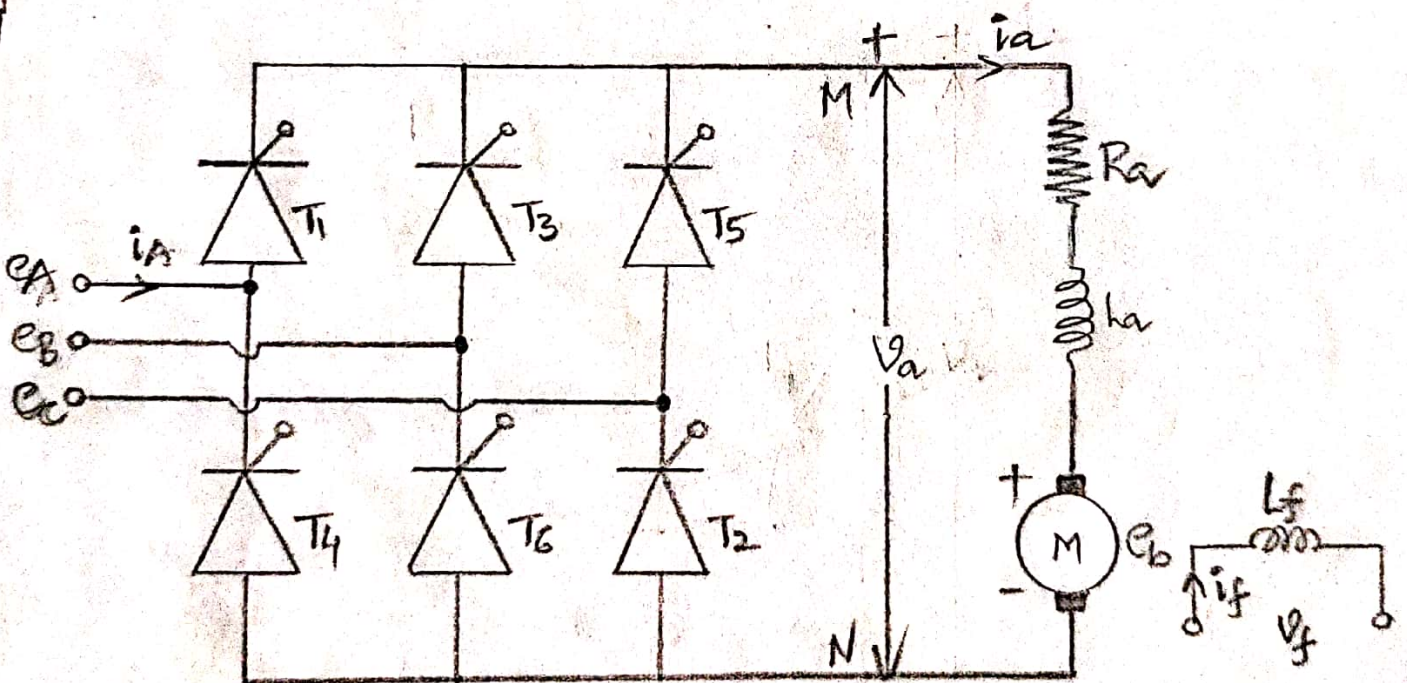 + ia
M
T1 T3 T5 Ra
eA iA
La
eB
Va
eC
+ Lf
T4 T6 T2 M eb
- if
Vf
N